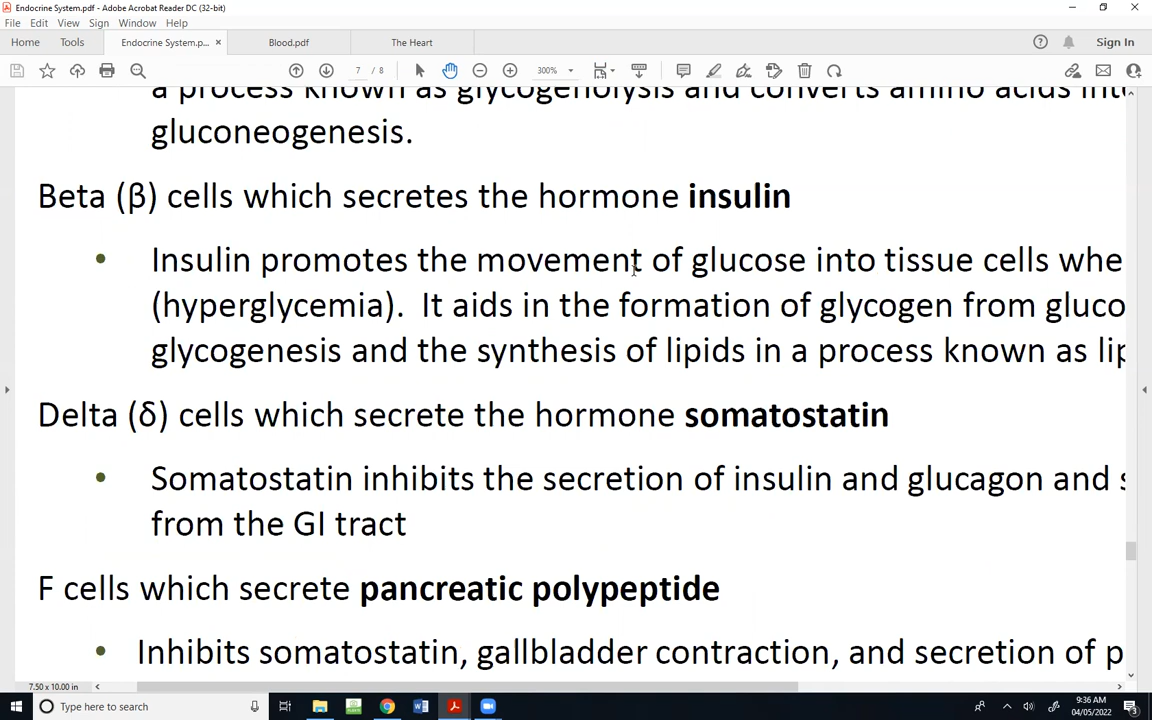 Endocrine System.pdf - Adobe Acrobat Reader DC (32-bit)
File Edit View Sign Window Help
Home Tools Endocrine System.p... × Blood.pdf The Heart Sign In
7 / 8 300%
a process known as glycogenolysis and converts amino acids
gluconeogenesis.
Beta (β) cells which secretes the hormone insulin
• Insulin promotes the movement of glucose into tissue cells whe
(hyperglycemia). It aids in the formation of glycogen from gluco
glycogenesis and the synthesis of lipids in a process known as lip
Delta (δ) cells which secrete the hormone somatostatin
• Somatostatin inhibits the secretion of insulin and glucagon and s
from the GI tract
F cells which secrete pancreatic polypeptide
• Inhibits somatostatin, gallbladder contraction, and secretion of p
7.50 x 10.00 in
Type here to search
9:36 AM
04/05/2022
3